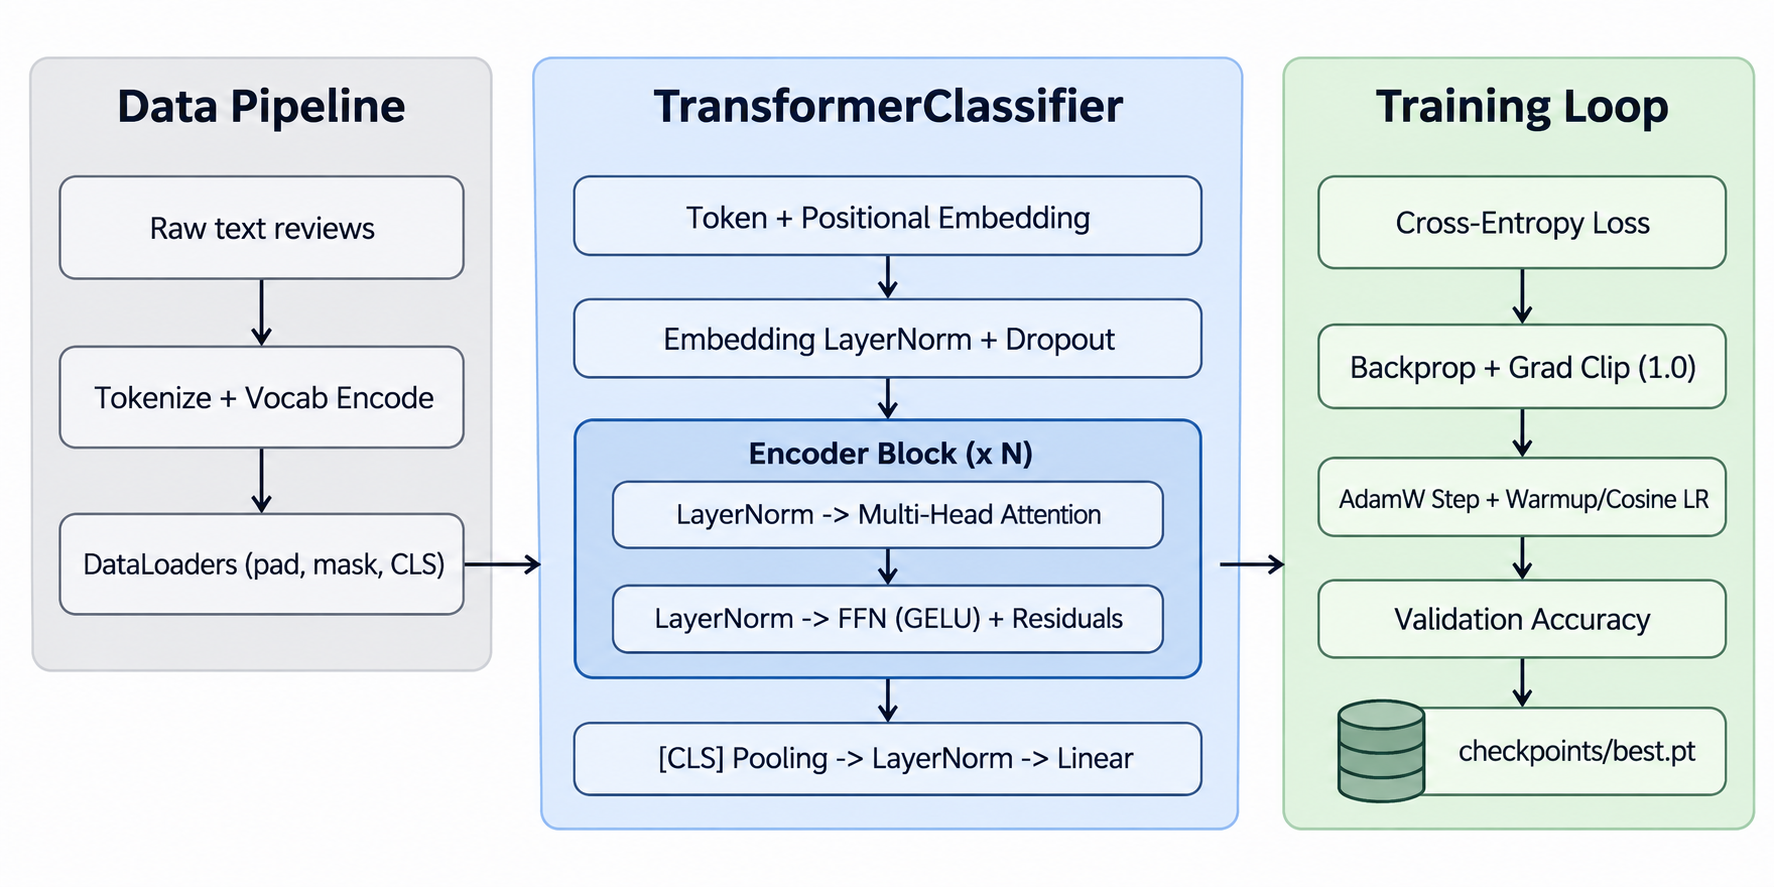 Data Pipeline
Raw text reviews
Tokenize + Vocab Encode
DataLoaders (pad, mask, CLS)
TransformerClassifier
Token + Positional Embedding
Embedding LayerNorm + Dropout
Encoder Block (x N)
LayerNorm -> Multi-Head Attention
LayerNorm -> FFN (GELU) + Residuals
[CLS] Pooling -> LayerNorm -> Linear
Training Loop
Cross-Entropy Loss
Backprop + Grad Clip (1.0)
AdamW Step + Warmup/Cosine LR
Validation Accuracy
checkpoints/best.pt